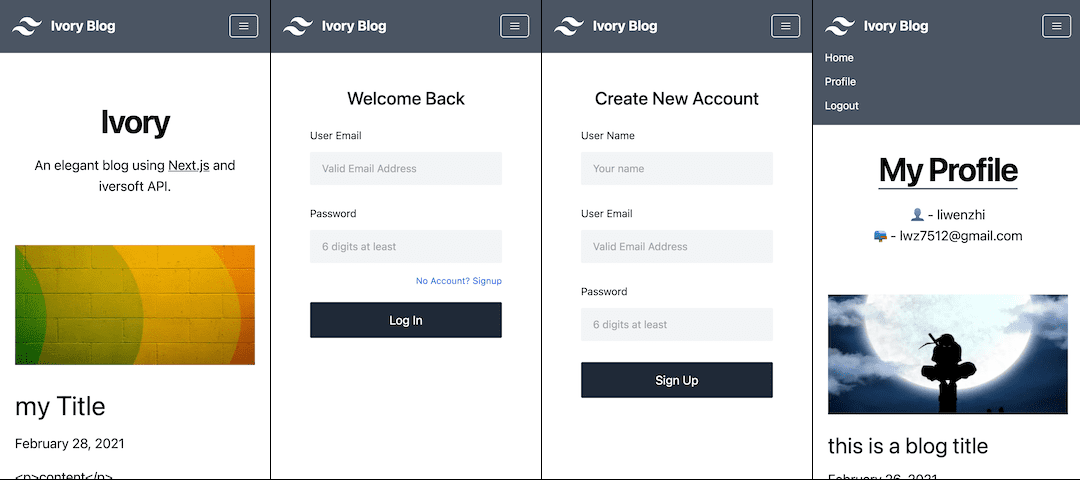 Ivory Blog
Ivory
An elegant blog using Next.js and
iversoft API.
my Title
February 28, 2021
<p>content</p>
Ivory Blog
Welcome Back
User Email
Valid Email Address
Password
6 digits at least
No Account? Signup
Log In
Ivory Blog
Create New Account
User Name
Your name
User Email
Valid Email Address
Password
6 digits at least
Sign Up
Ivory Blog
Home
Profile
Logout
My Profile
- liwenzhi
- lwz7512@gmail.com
this is a blog title
February 26, 2021